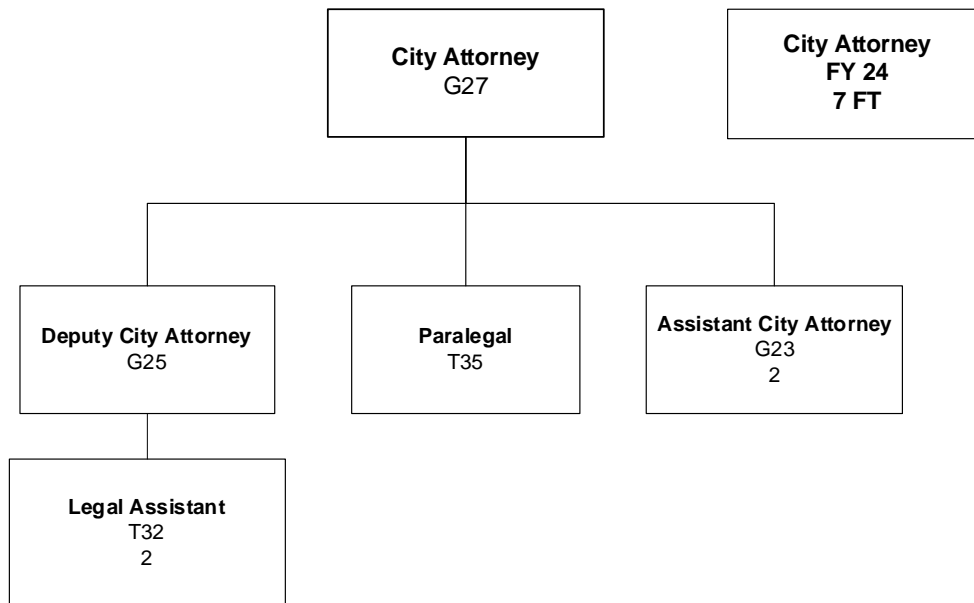 City Attorney
G27
City Attorney
FY 24
7 FT
Deputy City Attorney
G25
Paralegal
T35
Assistant City Attorney
G23
2
Legal Assistant
T32
2